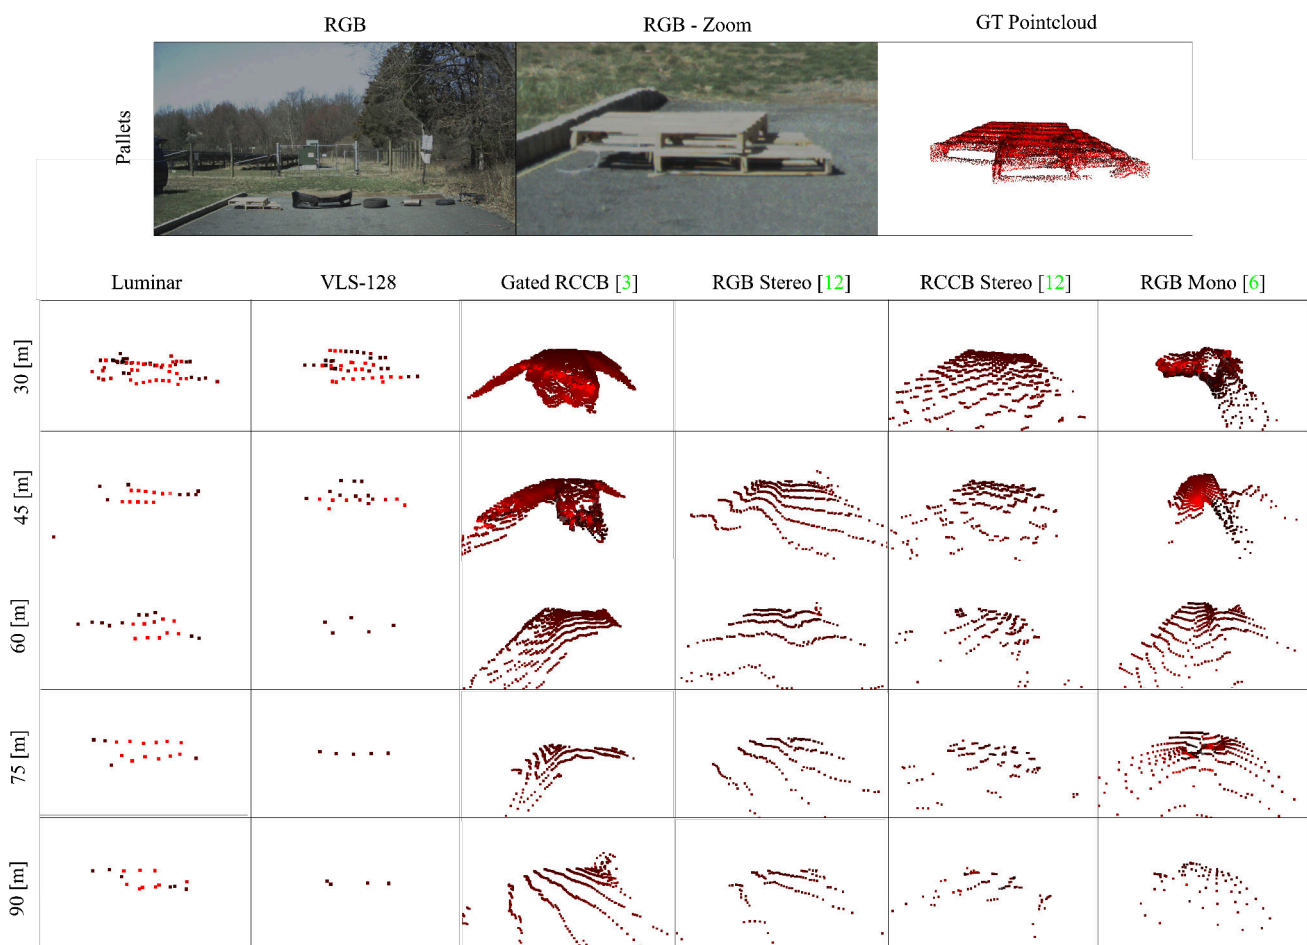 RGB
RGB - Zoom
GT Pointcloud
Pallets
Luminar
VLS-128
Gated RCCB [3]
RGB Stereo [12]
RCCB Stereo [12]
RGB Mono [6]
30 [m]
45 [m]
60 [m]
75 [m]
90 [m]